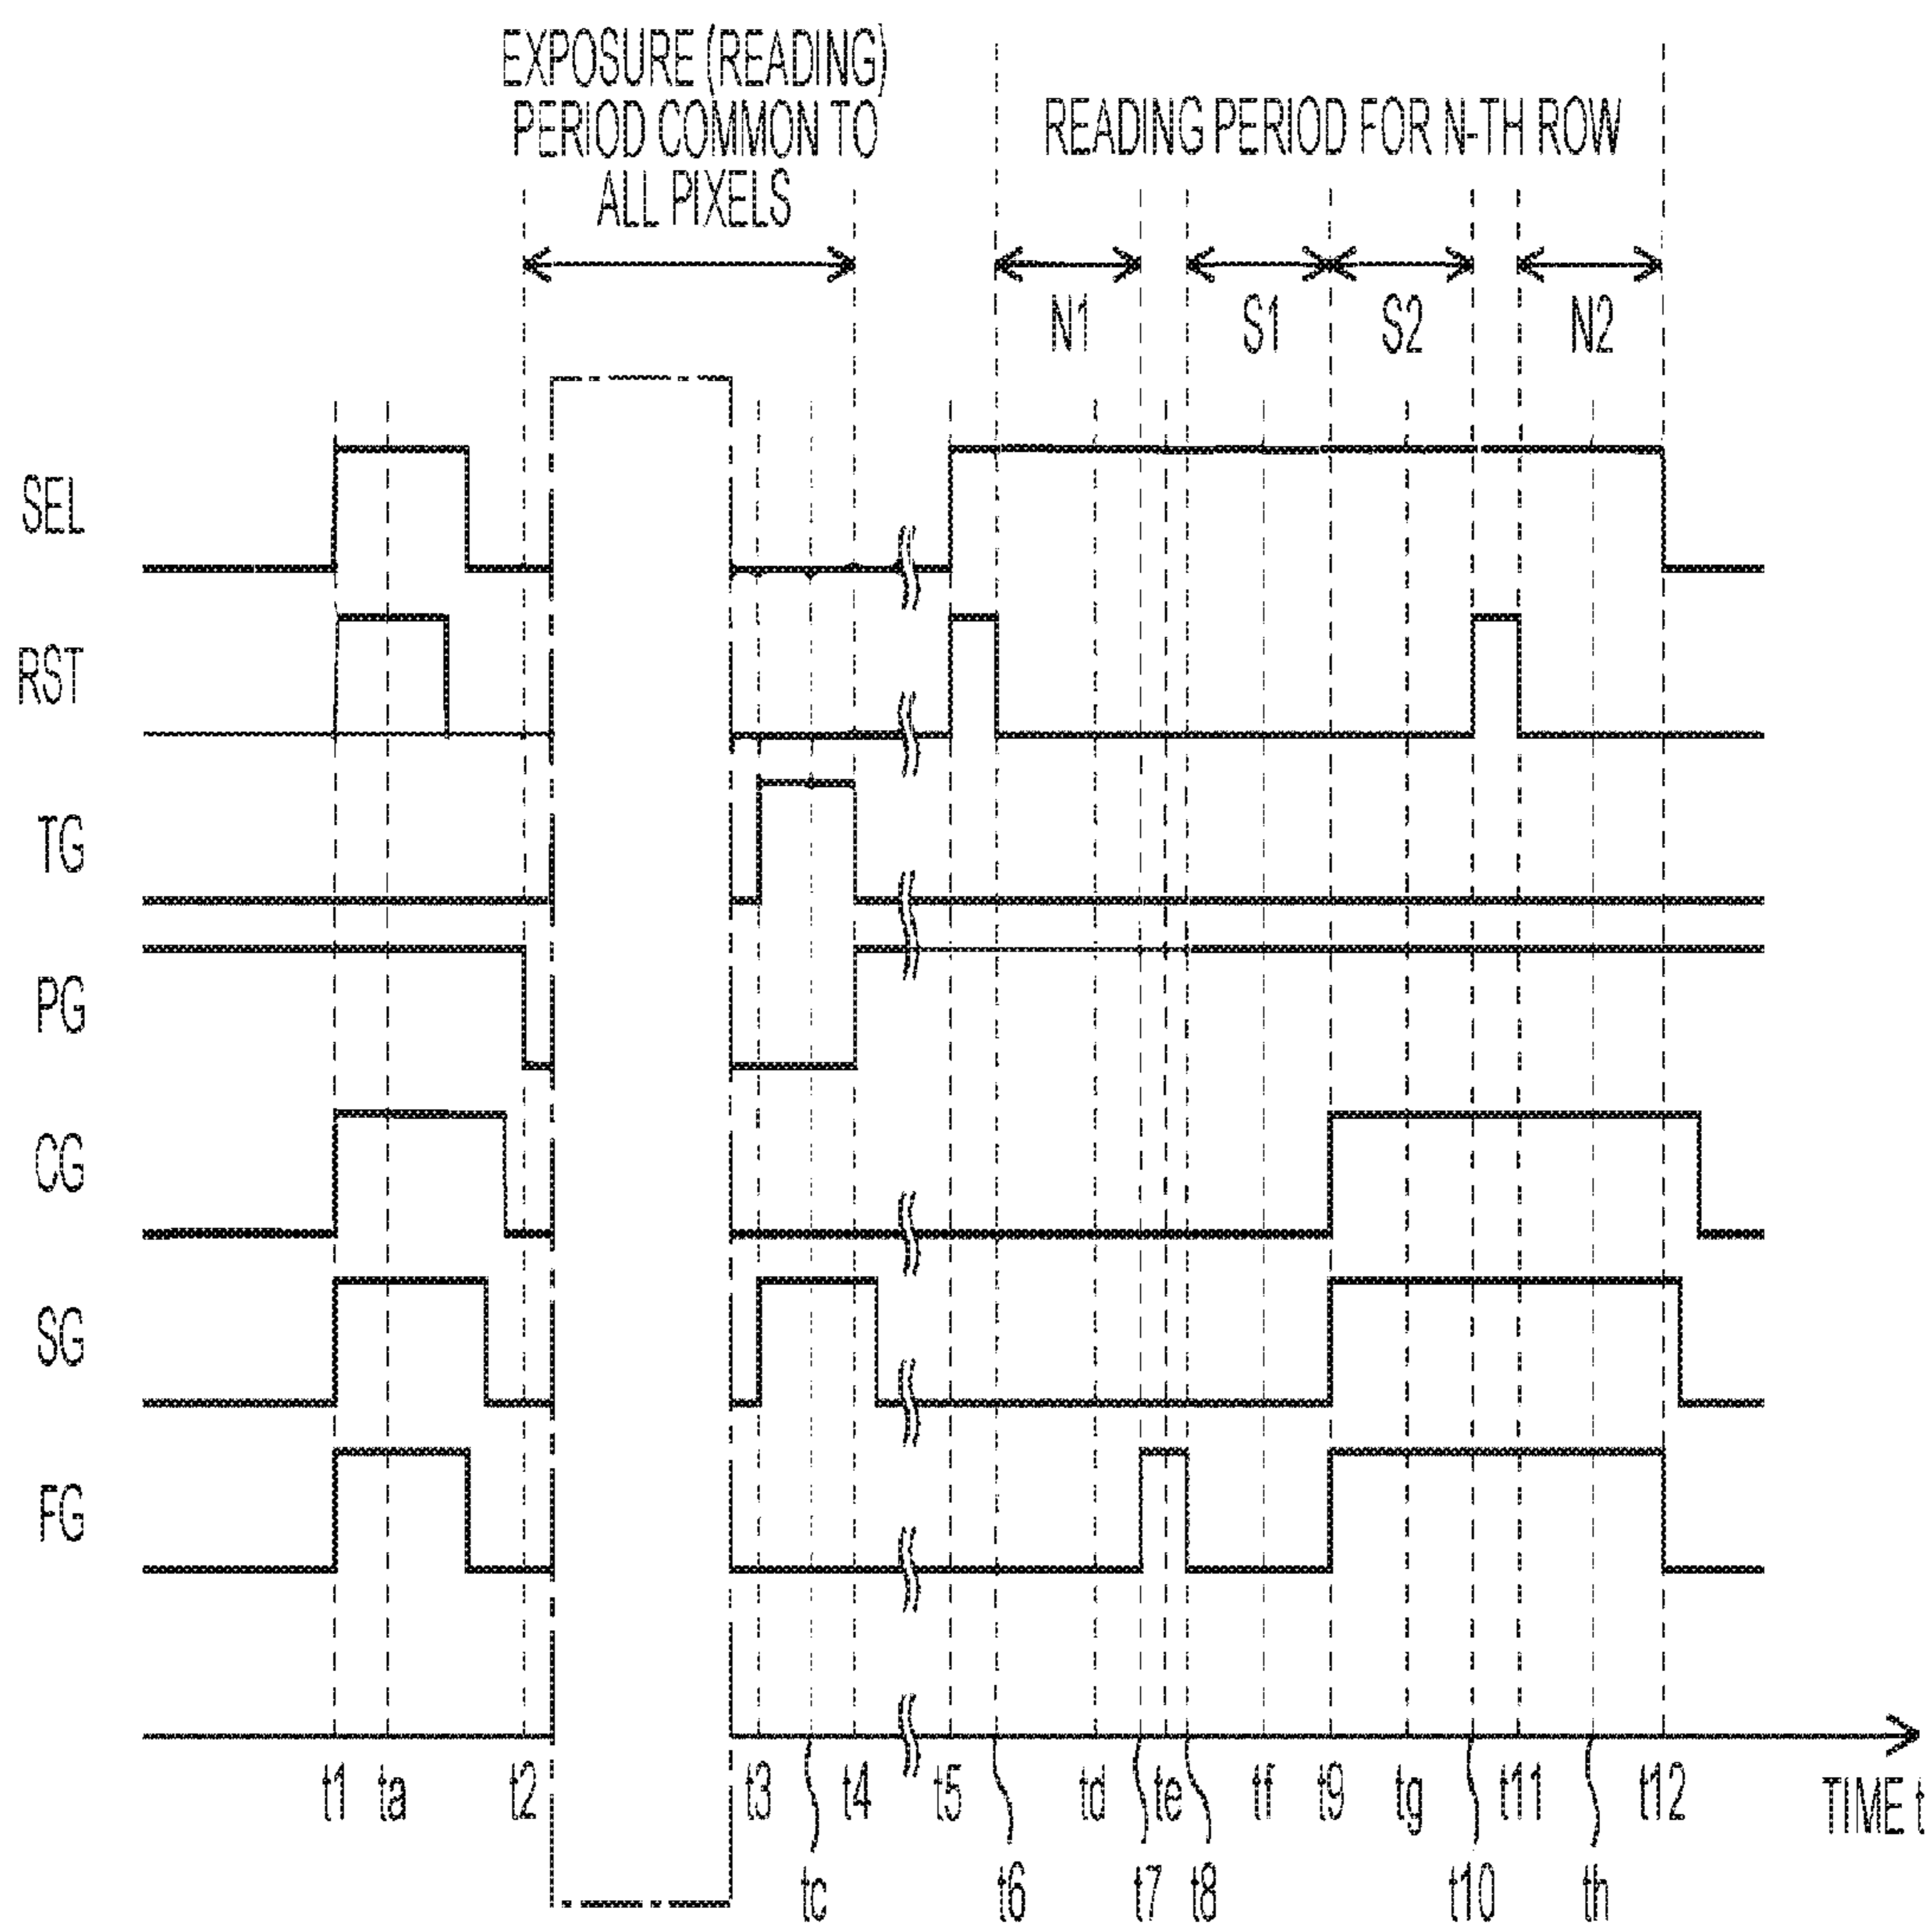 EXPOSURE (READING)
PERIOD COMMON TO
ALL PIXELS
READING PERIOD FOR N-TH ROW
N1 S1 S2 N2
SEL
RST
TG
PG
CG
SG
FG
t1 ta t2 t3 t4 t5 td te tf t9 tg t11 t12 TIME t
tc t6 t7 t8 t10 th